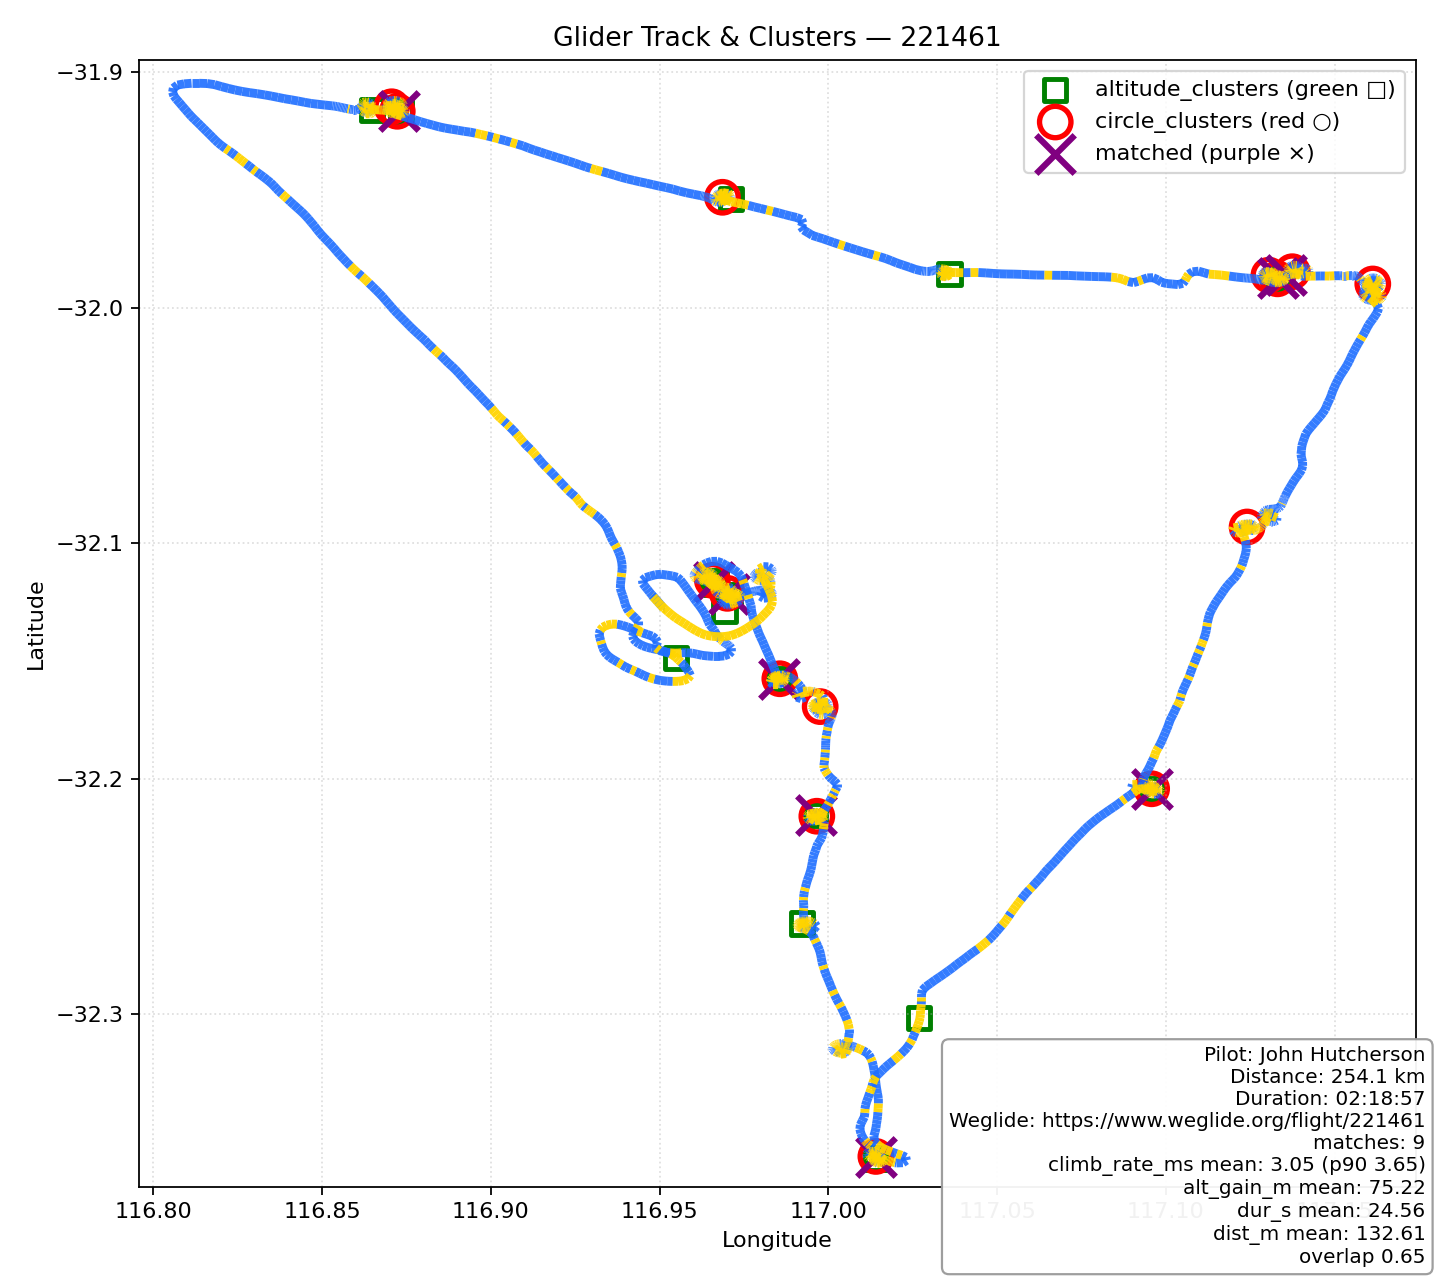 Glider Track & Clusters — 221461
altitude_clusters (green □)
circle_clusters (red ○)
matched (purple ×)
Latitude
−31.9
−32.0
−32.1
−32.2
−32.3
116.80 116.85 116.90 116.95 117.00 117.05 117.10
Longitude
Pilot: John Hutcherson
Distance: 254.1 km
Duration: 02:18:57
Weglide: https://www.weglide.org/flight/221461
matches: 9
climb_rate_ms mean: 3.05 (p90 3.65)
alt_gain_m mean: 75.22
dur_s mean: 24.56
dist_m mean: 132.61
overlap 0.65